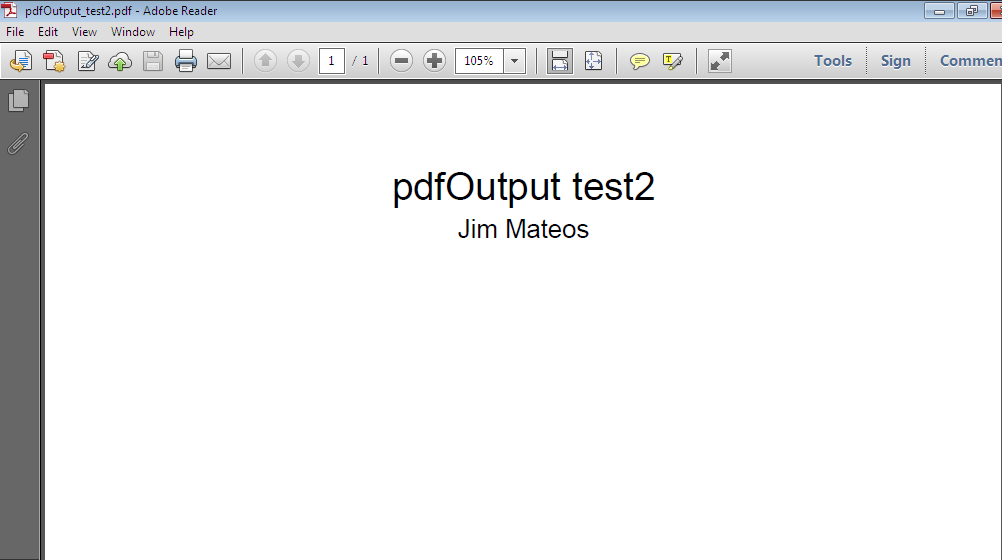 pdfOutput_test2.pdf - Adobe Reader
File Edit View Window Help
1 / 1 105% Tools Sign Commen
pdfOutput test2
Jim Mateos